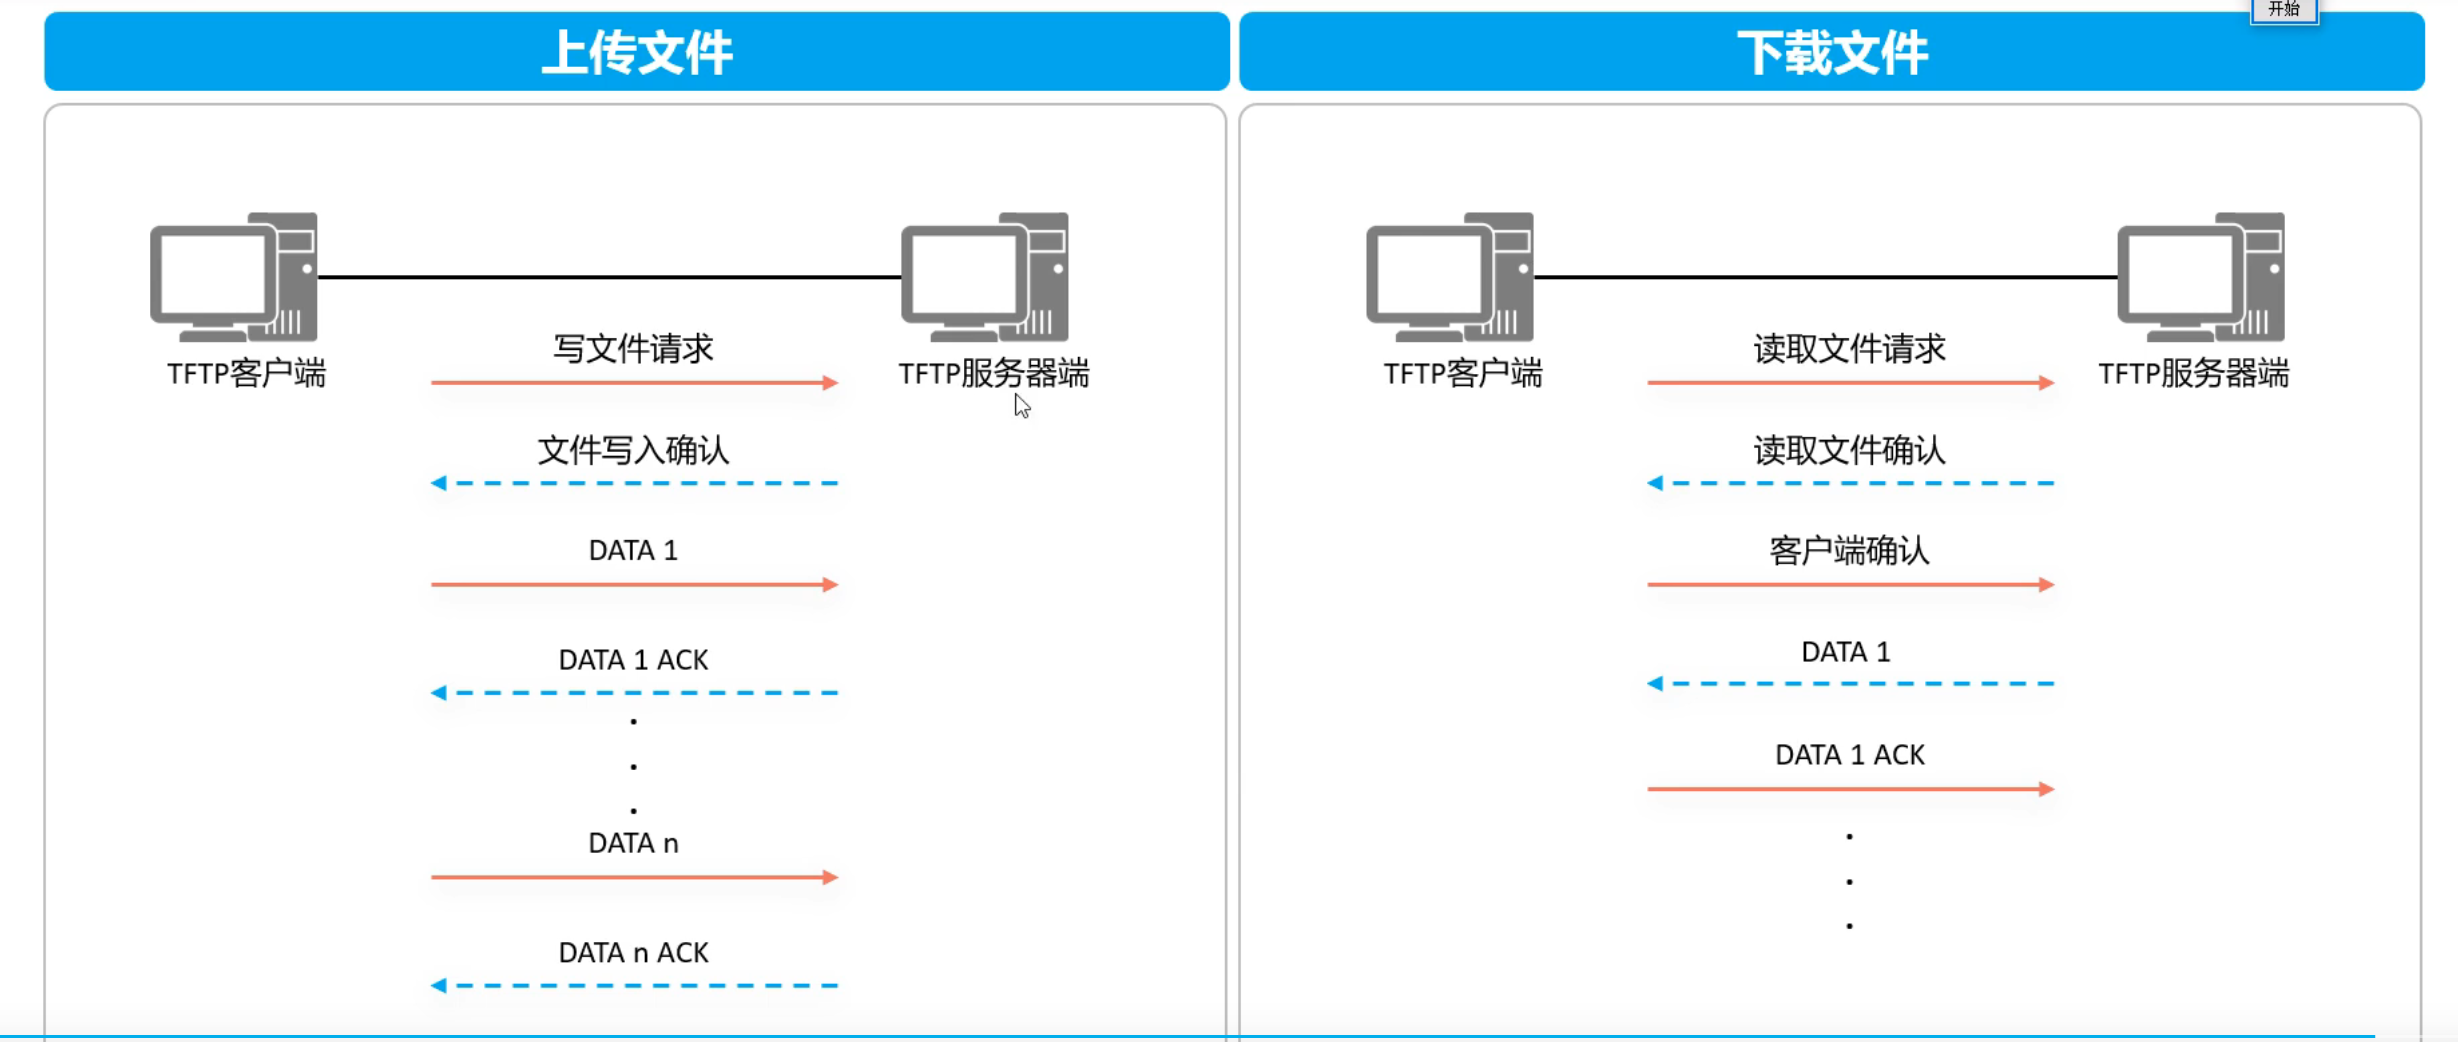 开始
上传文件
TFTP客户端
TFTP服务器端
写文件请求
文件写入确认
DATA 1
DATA 1 ACK
DATA n
DATA n ACK
下载文件
TFTP客户端
TFTP服务器端
读取文件请求
读取文件确认
客户端确认
DATA 1
DATA 1 ACK